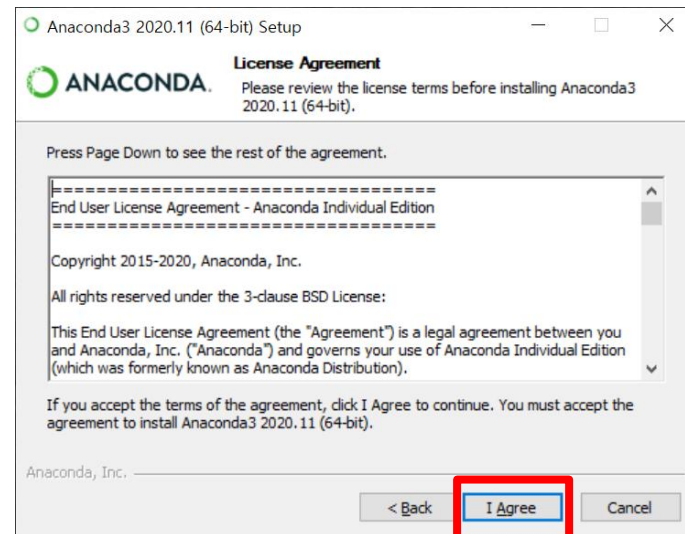 Anaconda3 2020.11 (64-bit) Setup
ANACONDA.
License Agreement
Please review the license terms before installing Anaconda3
2020.11 (64-bit).
Press Page Down to see the rest of the agreement.
===================================
End User License Agreement - Anaconda Individual Edition
===================================
Copyright 2015-2020, Anaconda, Inc.
All rights reserved under the 3-clause BSD License:
This End User License Agreement (the "Agreement") is a legal agreement between you
and Anaconda, Inc. ("Anaconda") and governs your use of Anaconda Individual Edition
(which was formerly known as Anaconda Distribution).
If you accept the terms of the agreement, click I Agree to continue. You must accept the
agreement to install Anaconda3 2020.11 (64-bit).
Anaconda, Inc.
< Back I Agree Cancel